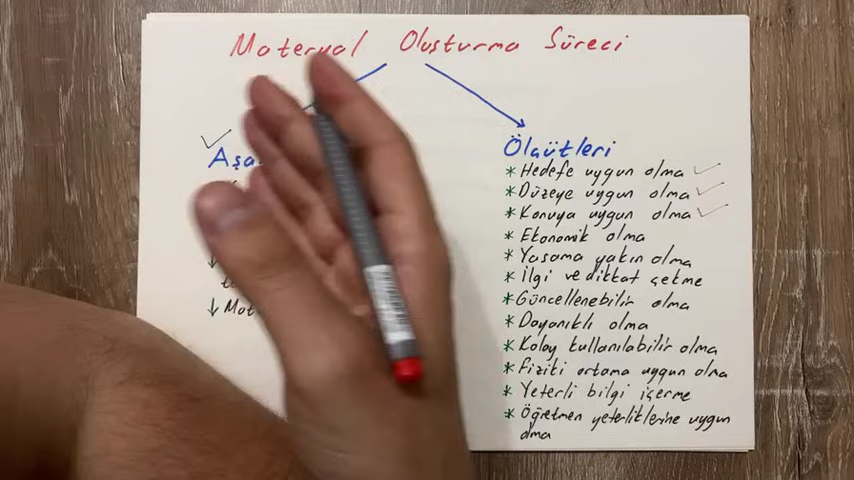 Materyal Oluşturma Süreci
Ölçütleri
* Hedefe uygun olma
* Düzeye uygun olma
* Konuya uygun olma
* Ekonomik olma
* Yaşama yakın olma
* İlgi ve dikkat çekme
* Güncellenebilir olma
* Dayanıklı olma
* Kolay kullanılabilir olma
* Fiziki ortama uygun olma
* Yeterli bilgi içerme
* Öğretmen yeterliklerine uygun
olma